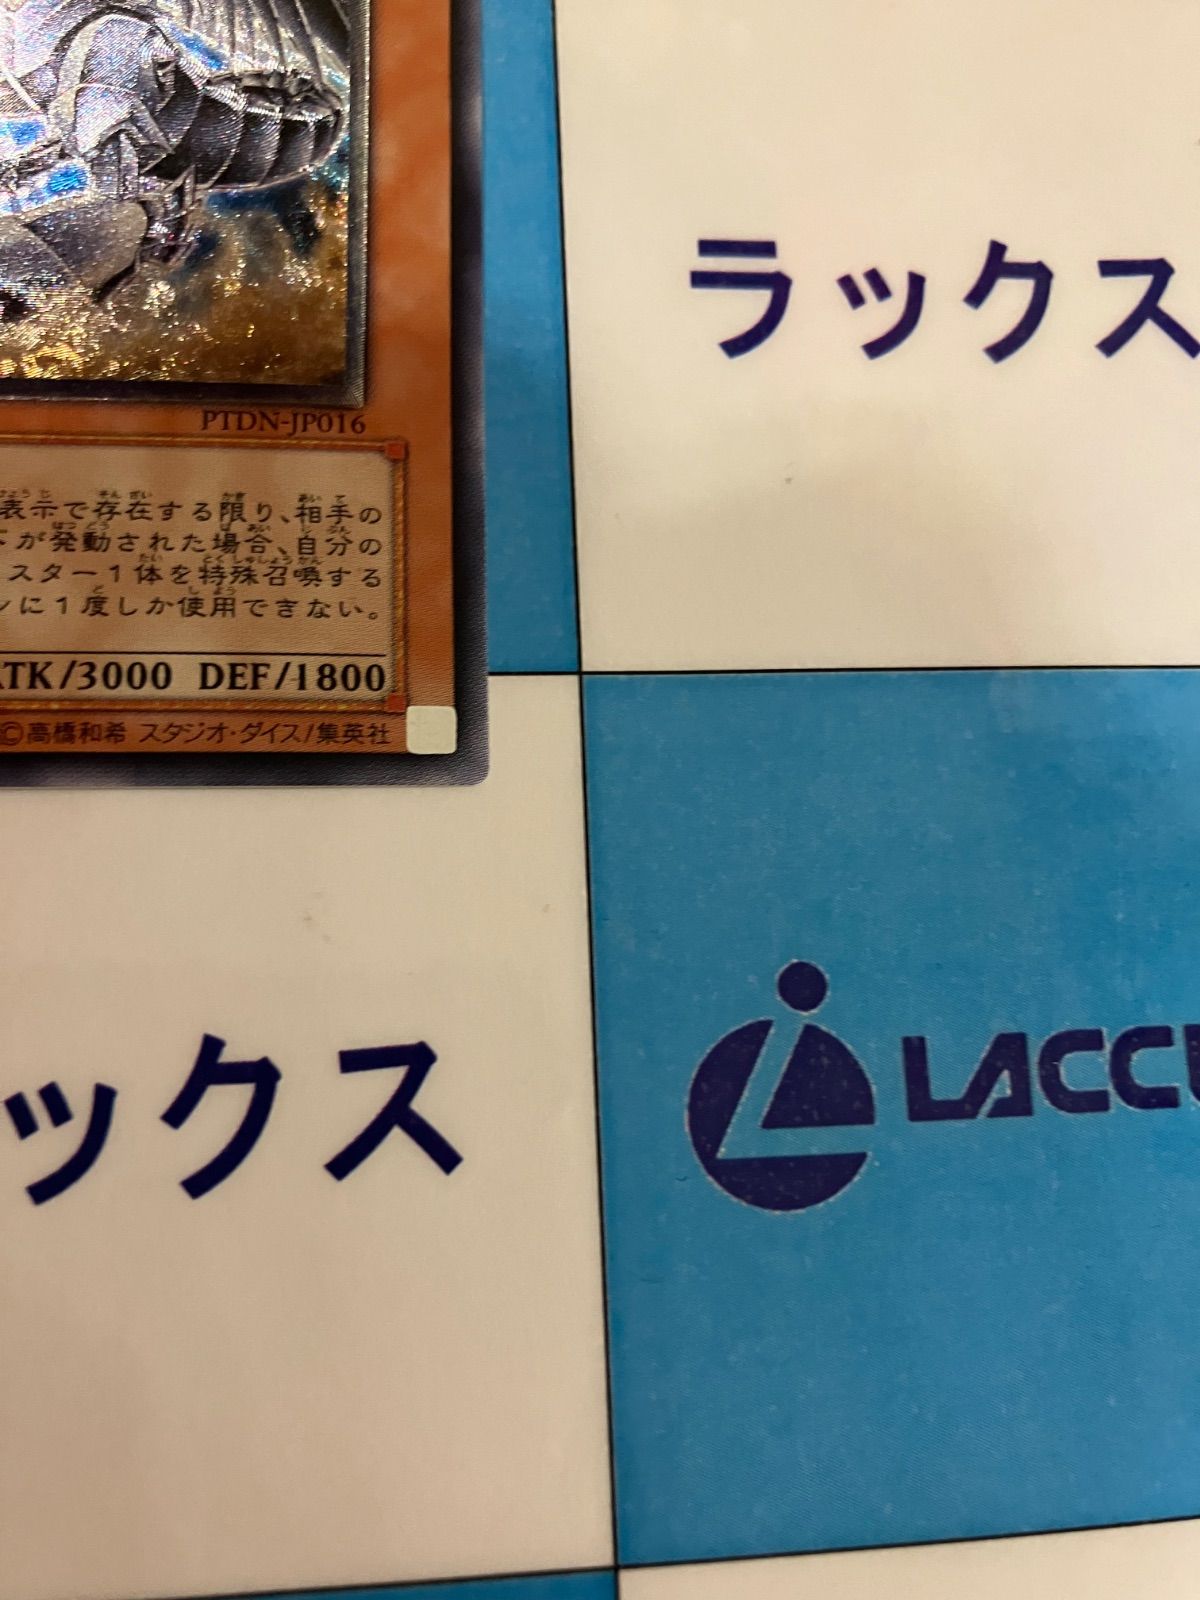 PTDN-JP016
表示で存在する限り、相手の
が発動された場合、自分の
スター1体を特殊召喚する
に1度しか使用できない。
ATK/3000 DEF/1800
©高橋和希 スタジオ・ダイス/集英社
ラックス
ックス
LACC